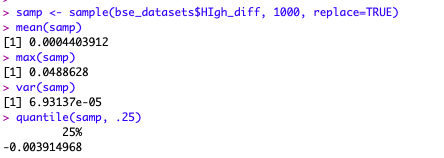 >
> samp <- sample(bse_datasets$HIgh_diff, 1000, replace=TRUE)
> mean(samp)
[1] 0.0004403912
> max(samp)
[1] 0.0488628
> var(samp)
[1] 6.93137e-05
> quantile(samp, .25)
25%
-0.003914968